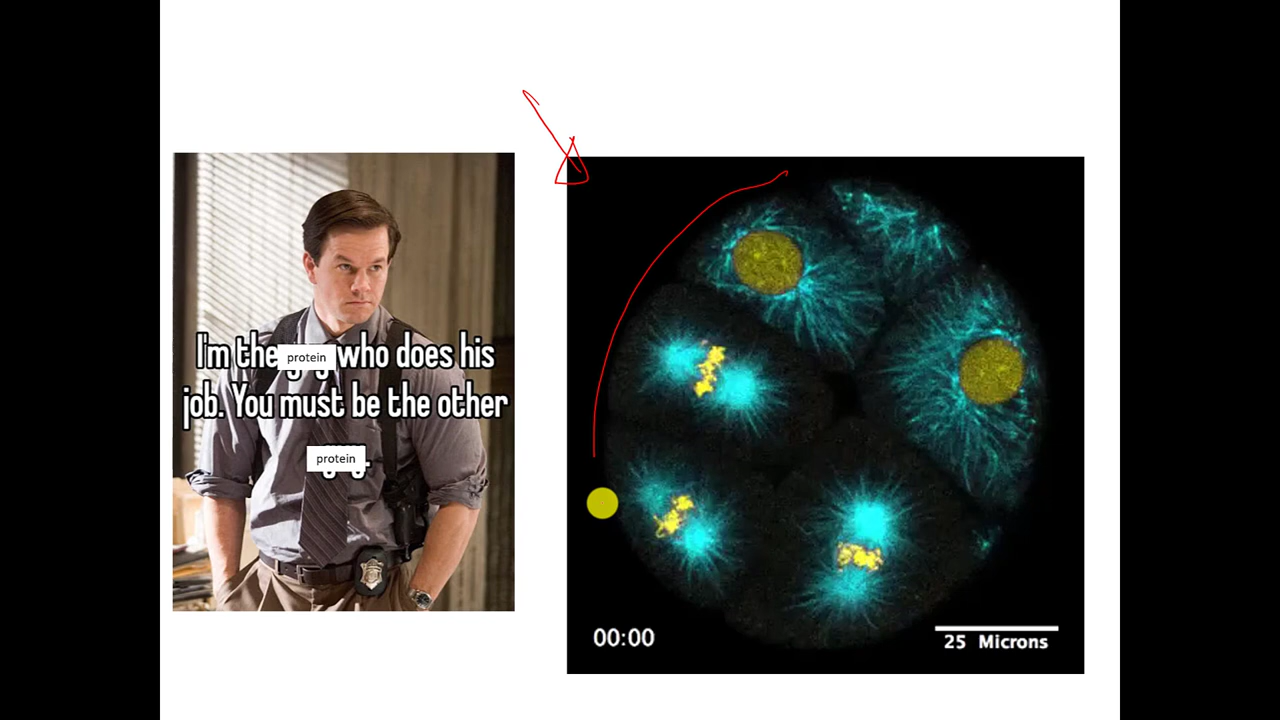 I'm the protein who does his
job. You must be the other
protein
00:00
25 Microns